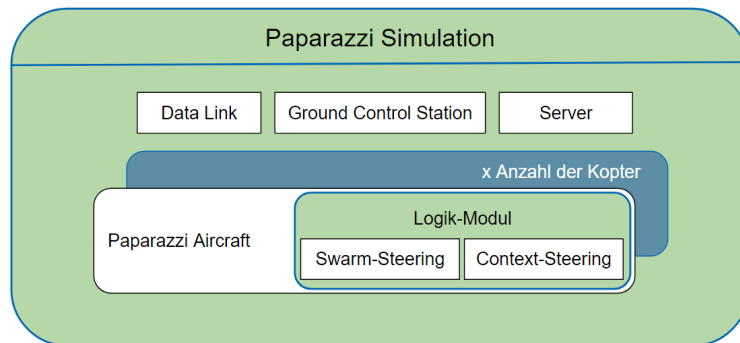 Paparazzi Simulation
Data Link
Ground Control Station
Server
x Anzahl der Kopter
Paparazzi Aircraft
Logik-Modul
Swarm-Steering
Context-Steering